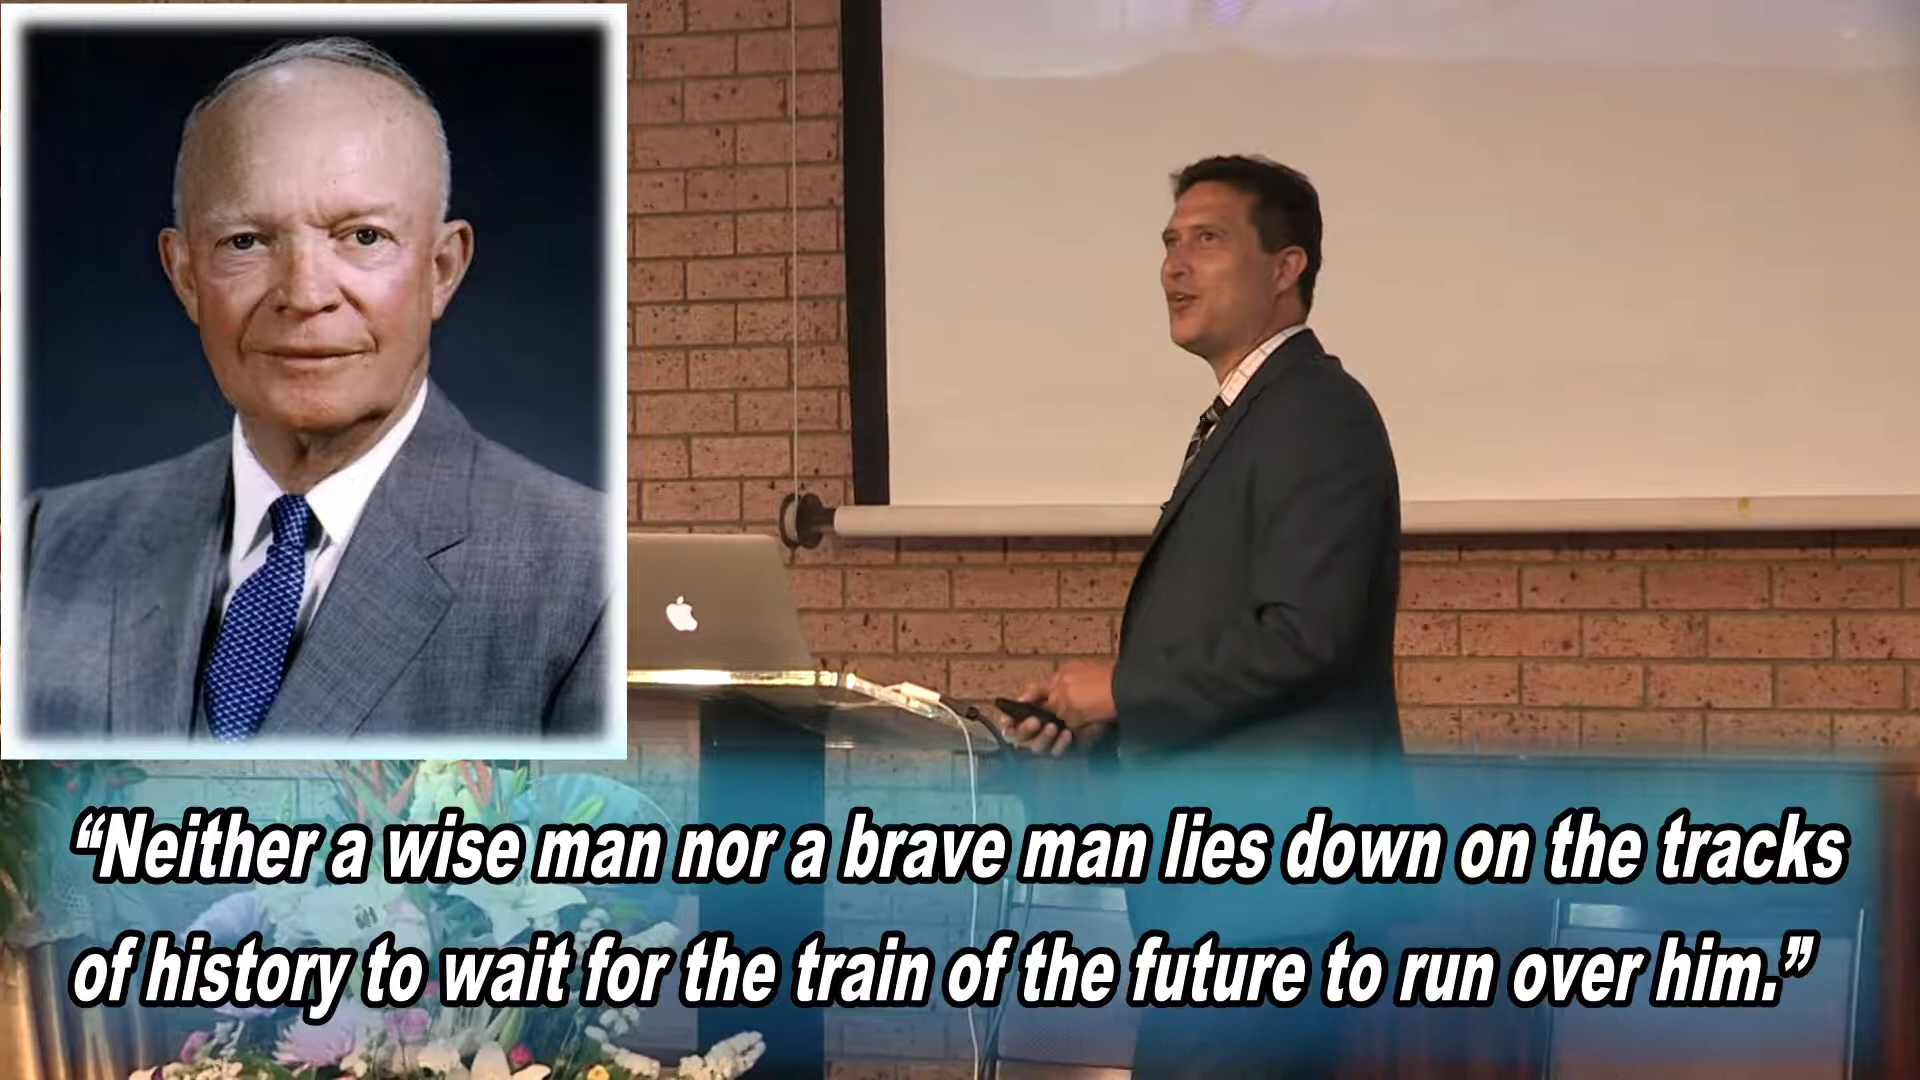 “Neither a wise man nor a brave man lies down on the tracks
of history to wait for the train of the future to run over him.”